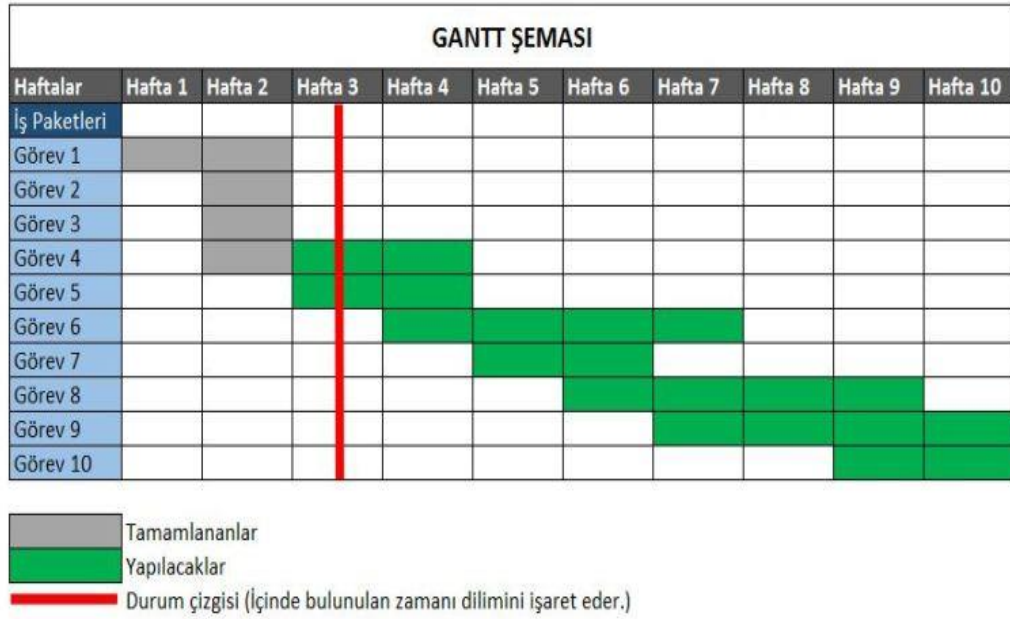 GANTT ŞEMASI
Haftalar Hafta 1 Hafta 2 Hafta 3 Hafta 4 Hafta 5 Hafta 6 Hafta 7 Hafta 8 Hafta 9 Hafta 10
İş Paketleri
Görev 1
Görev 2
Görev 3
Görev 4
Görev 5
Görev 6
Görev 7
Görev 8
Görev 9
Görev 10
Tamamlananlar
Yapılacaklar
Durum çizgisi (İçinde bulunulan zamanı dilimini işaret eder.)